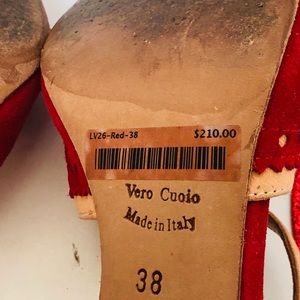 LV26-Red-38 $210.00
Vero Cuoio
Made in Italy
38